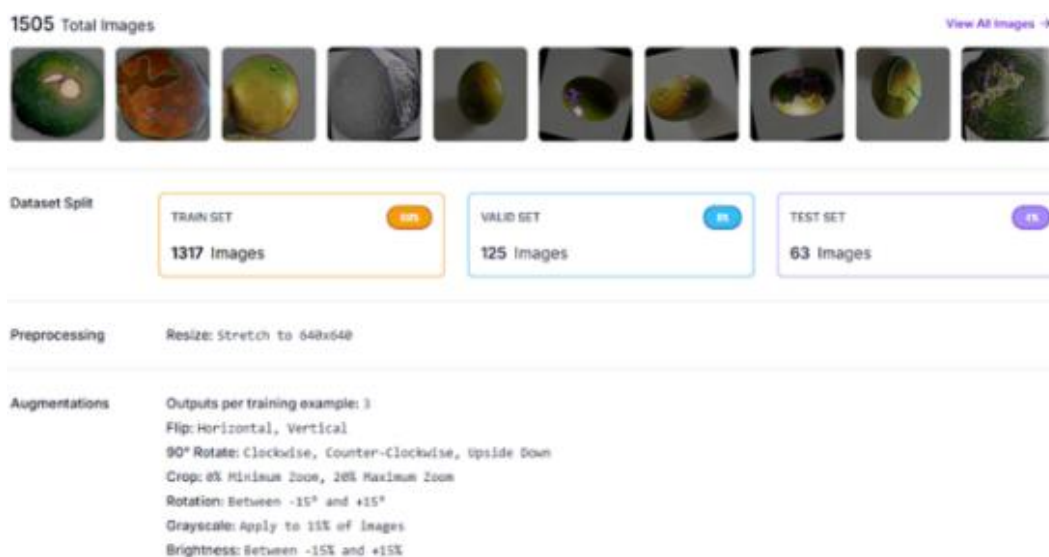 1505 Total Images
View All Images →
Dataset Split
TRAIN SET
1317 Images
VALID SET
8%
125 Images
TEST SET
4%
63 Images
Preprocessing
Resize: Stretch to 640x640
Augmentations
Outputs per training example: 3
Flip: Horizontal, Vertical
90° Rotate: Clockwise, Counter-Clockwise, Upside Down
Crop: 0% Minimum Zoom, 20% Maximum Zoom
Rotation: Between -15° and +15°
Grayscale: Apply to 15% of images
Brightness: Between -15% and +15%